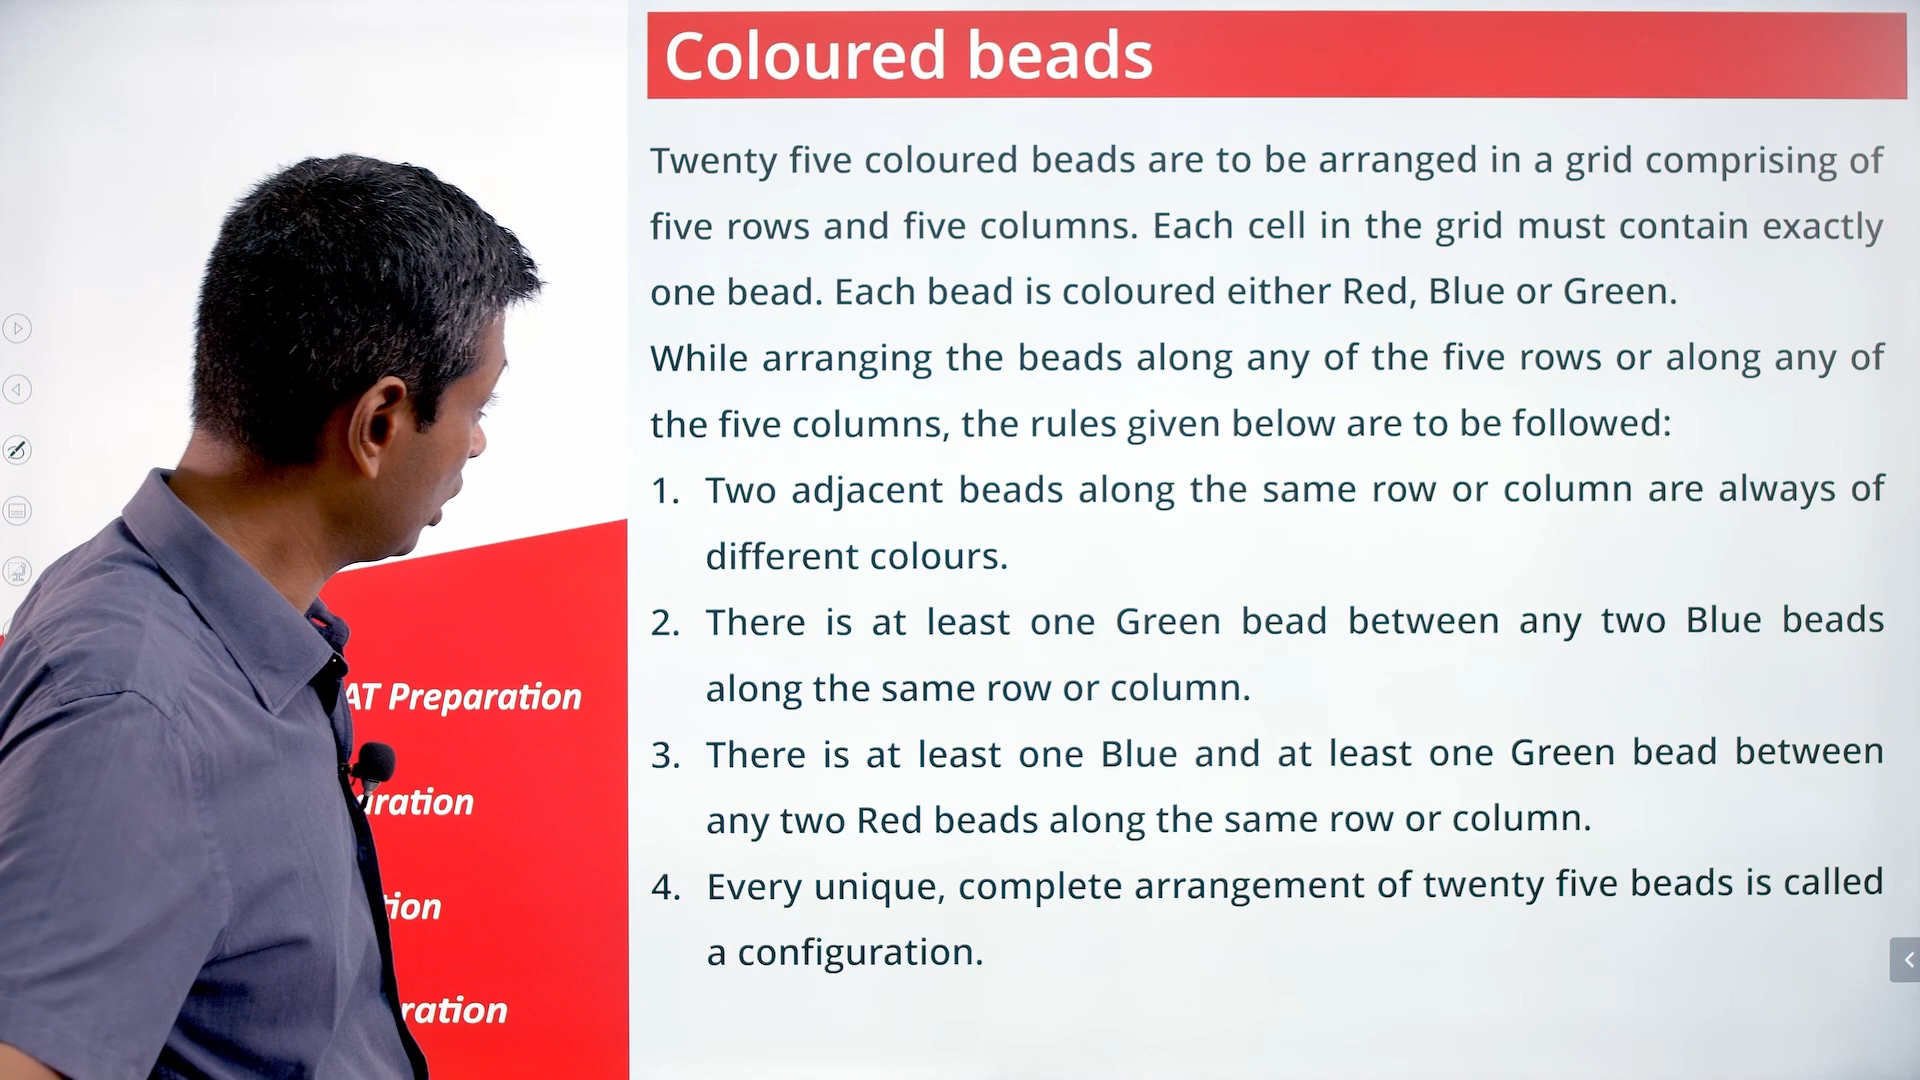 Coloured beads
Twenty five coloured beads are to be arranged in a grid comprising of
five rows and five columns. Each cell in the grid must contain exactly
one bead. Each bead is coloured either Red, Blue or Green.
While arranging the beads along any of the five rows or along any of
the five columns, the rules given below are to be followed:
1. Two adjacent beads along the same row or column are always of
different colours.
2. There is at least one Green bead between any two Blue beads
along the same row or column.
3. There is at least one Blue and at least one Green bead between
any two Red beads along the same row or column.
4. Every unique, complete arrangement of twenty five beads is called
a configuration.
AT Preparation
uration
tion
ration